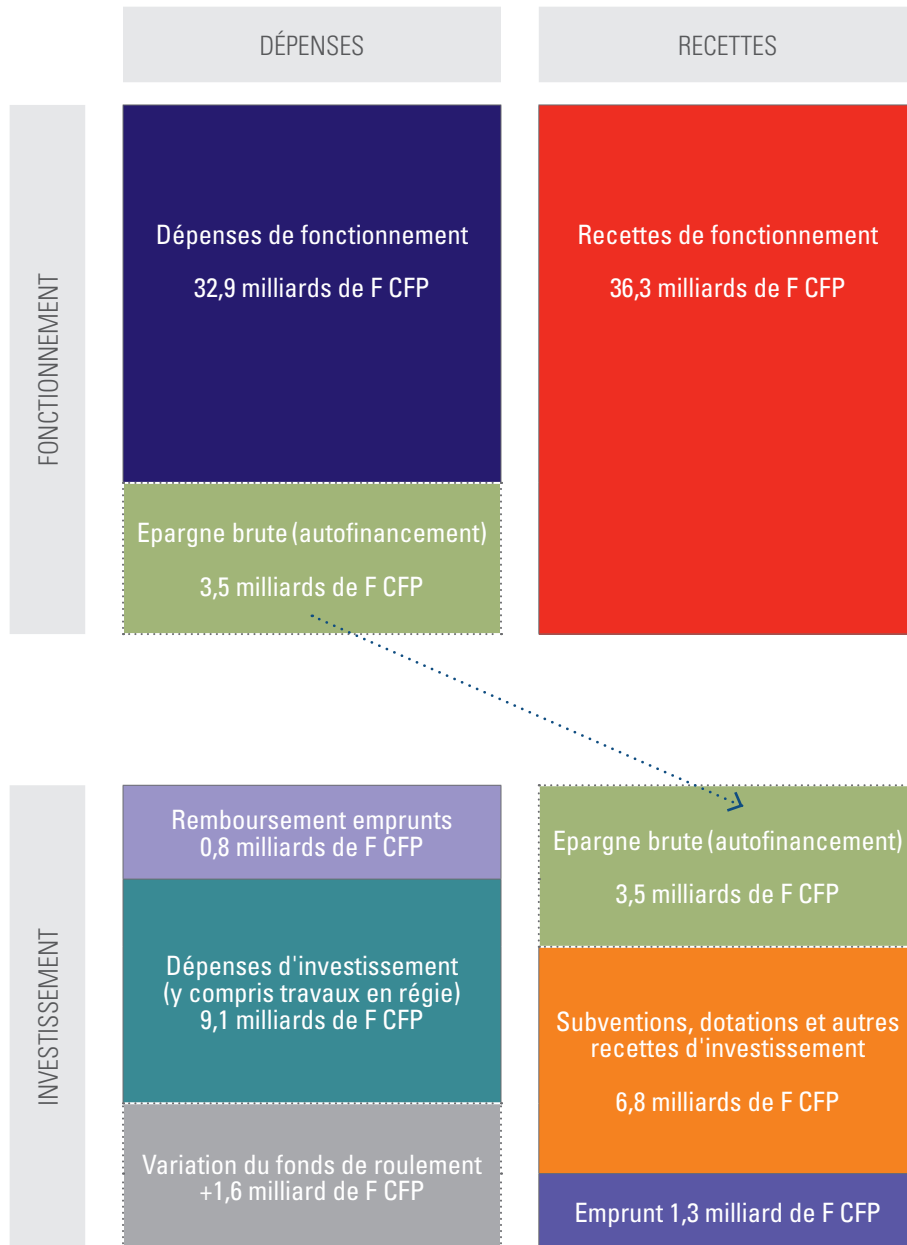 DÉPENSES
RECETTES
FONCTIONNEMENT
Dépenses de fonctionnement
32,9 milliards de F CFP
Recettes de fonctionnement
36,3 milliards de F CFP
Epargne brute (autofinancement)
3,5 milliards de F CFP
INVESTISSEMENT
Remboursement emprunts
0,8 milliards de F CFP
Dépenses d'investissement
(y compris travaux en régie)
9,1 milliards de F CFP
Variation du fonds de roulement
+1,6 milliard de F CFP
Epargne brute (autofinancement)
3,5 milliards de F CFP
Subventions, dotations et autres
recettes d'investissement
6,8 milliards de F CFP
Emprunt 1,3 milliard de F CFP